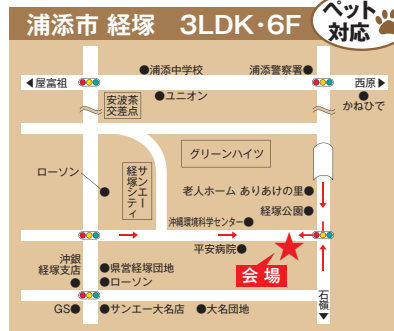 浦添市 経塚 3LDK・6F
ペット
対応
●浦添中学校
浦添警察署●
◀屋富祖
西原▶
安波茶
交差点
●ユニオン
●
かねひで
グリーンハイツ
ローソン
●
サンエー
経塚シティー
●
老人ホーム ありあけの里●
経塚公園●
沖縄環境科学センター●
平安病院●
会場
沖銀
経塚支店
●
●県営経塚団地
●ローソン
石嶺
▼
GS●
●サンエー大名店
●大名団地